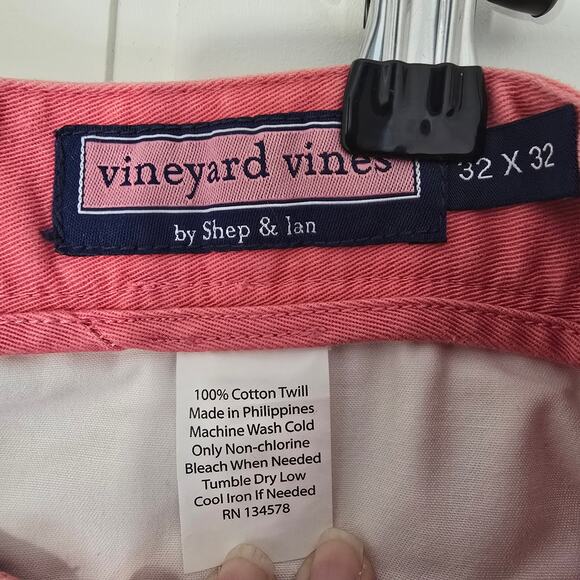 vineyard vines
by Shep & Ian
32 X 32
100% Cotton Twill
Made in Philippines
Machine Wash Cold
Only Non-chlorine
Bleach When Needed
Tumble Dry Low
Cool Iron If Needed
RN 134578